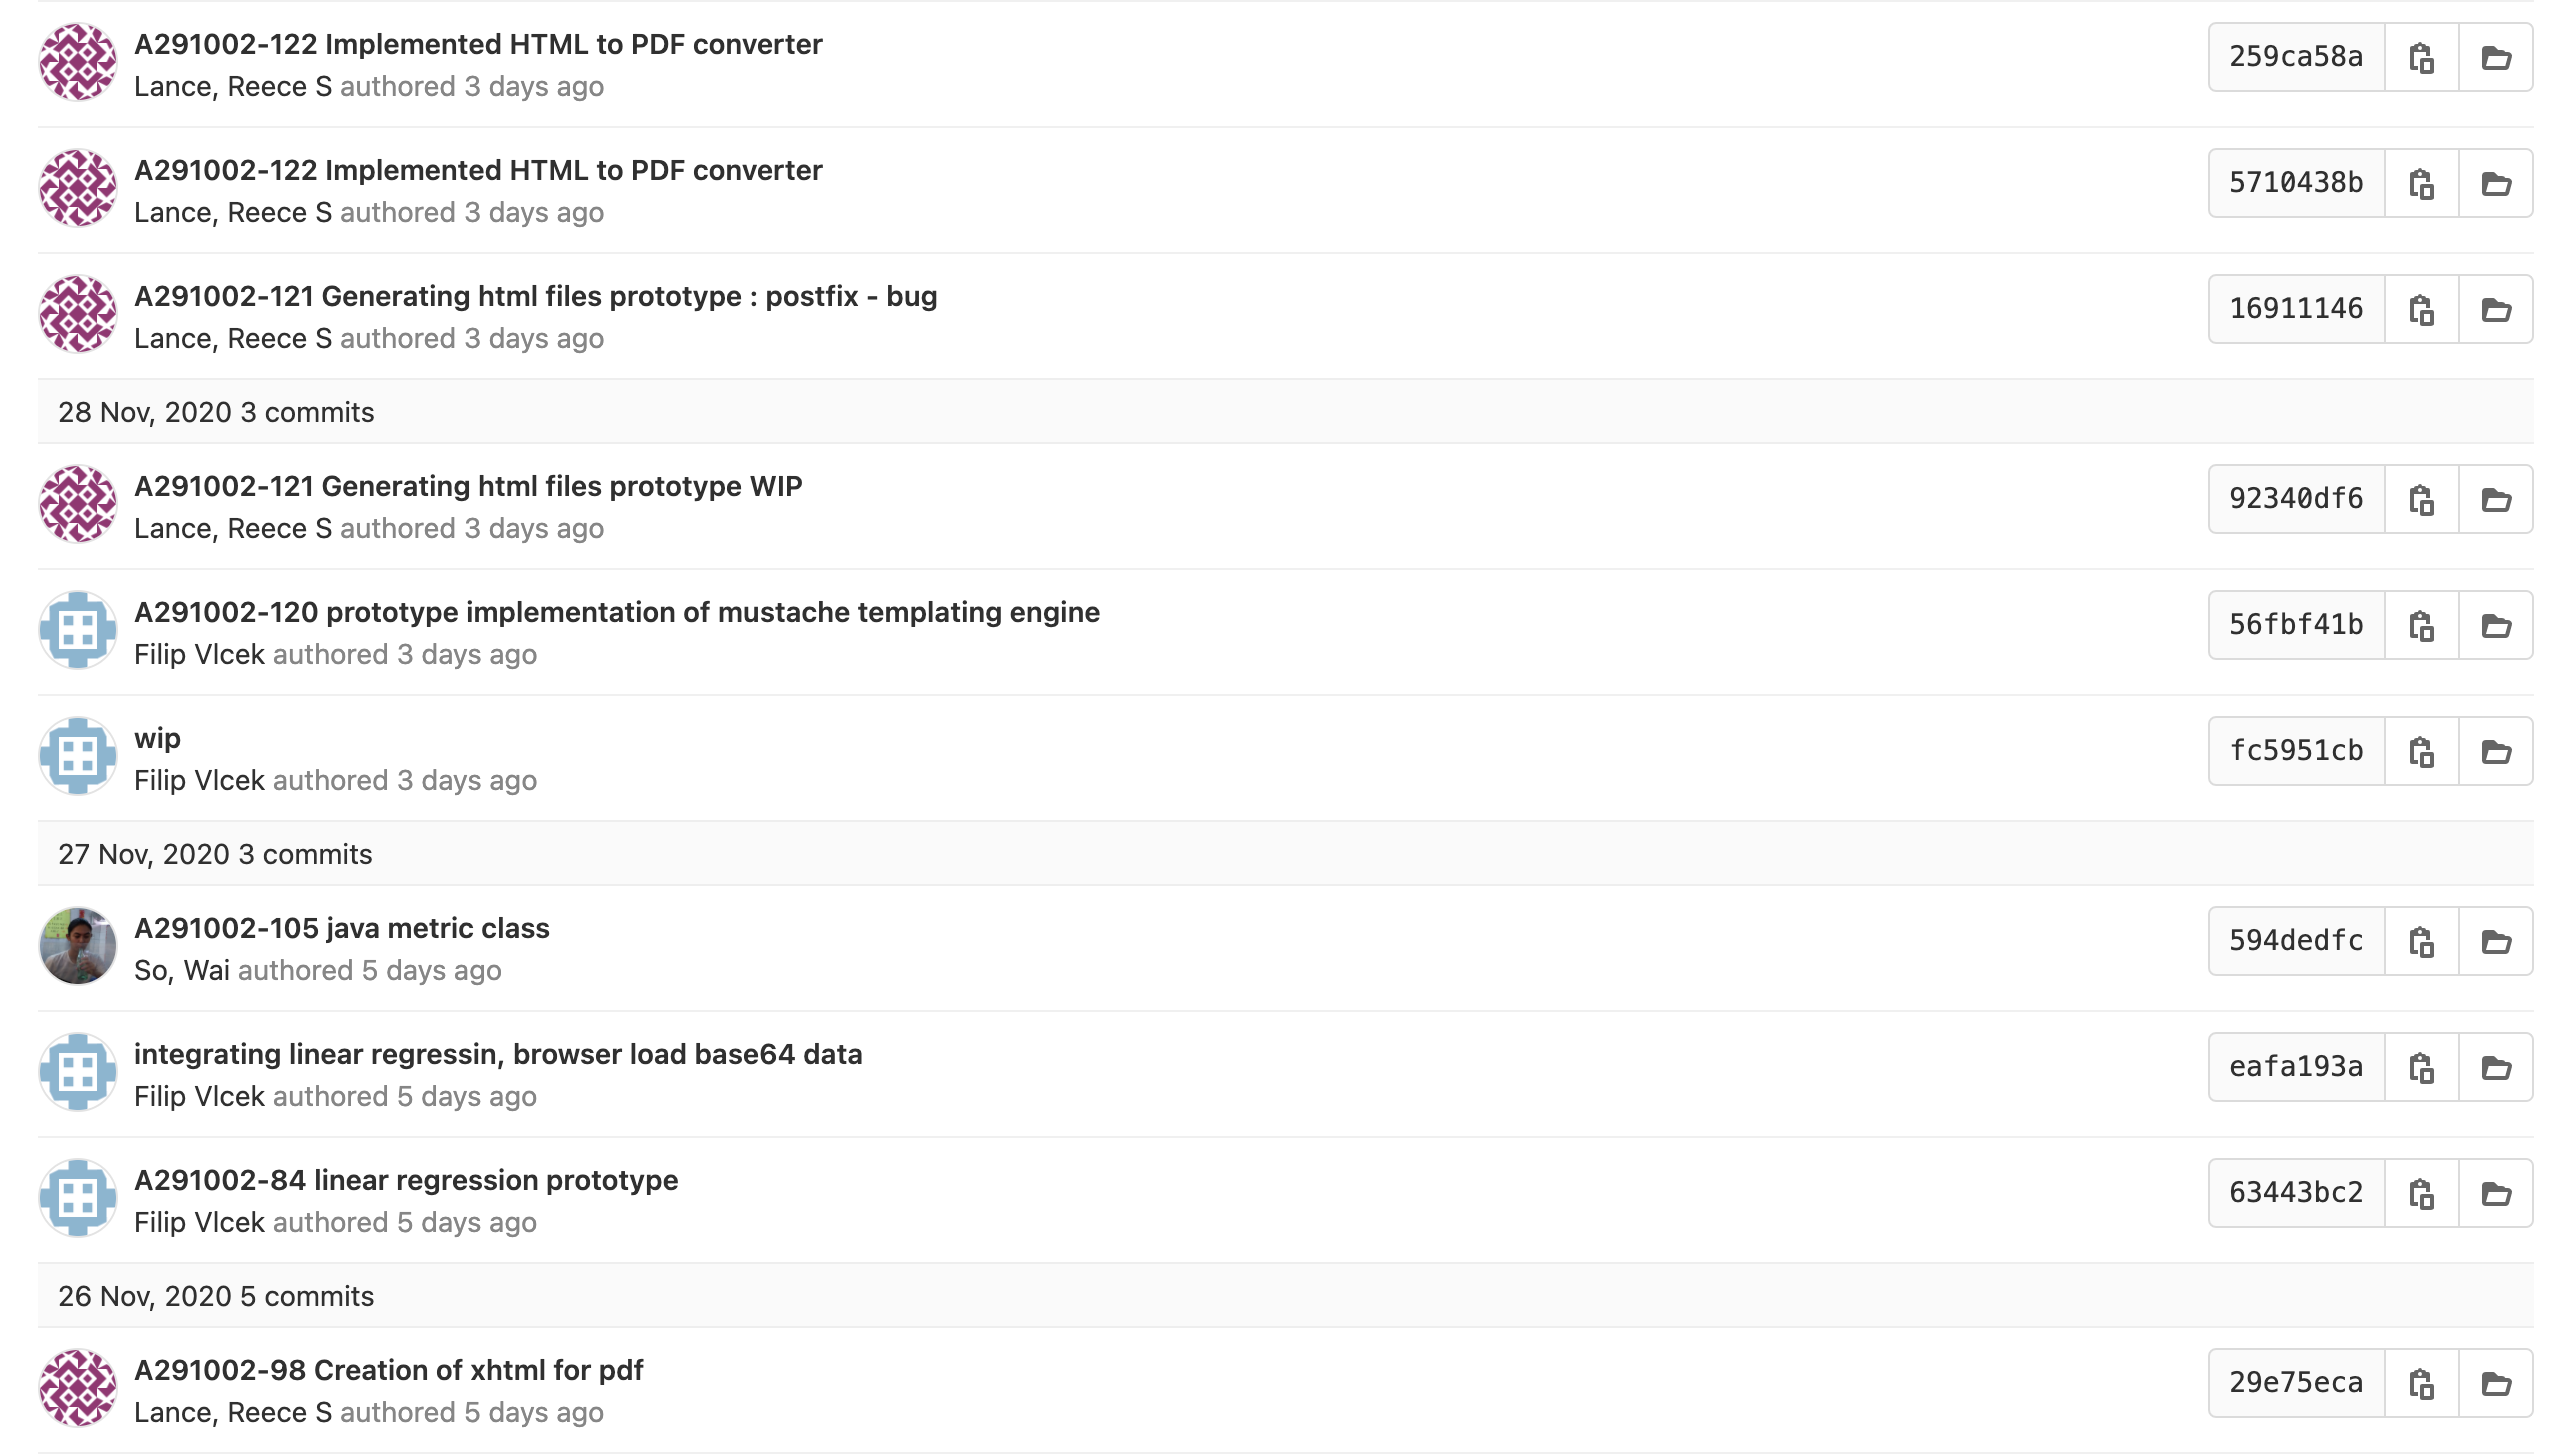 A291002-122 Implemented HTML to PDF converter
Lance, Reece S authored 3 days ago
259ca58a
A291002-122 Implemented HTML to PDF converter
Lance, Reece S authored 3 days ago
5710438b
A291002-121 Generating html files prototype : postfix - bug
Lance, Reece S authored 3 days ago
16911146
28 Nov, 2020 3 commits
A291002-121 Generating html files prototype WIP
Lance, Reece S authored 3 days ago
92340df6
A291002-120 prototype implementation of mustache templating engine
Filip Vlcek authored 3 days ago
56fbf41b
wip
Filip Vlcek authored 3 days ago
fc5951cb
27 Nov, 2020 3 commits
A291002-105 java metric class
So, Wai authored 5 days ago
594dedfc
integrating linear regressin, browser load base64 data
Filip Vlcek authored 5 days ago
eafa193a
A291002-84 linear regression prototype
Filip Vlcek authored 5 days ago
63443bc2
26 Nov, 2020 5 commits
A291002-98 Creation of xhtml for pdf
Lance, Reece S authored 5 days ago
29e75eca